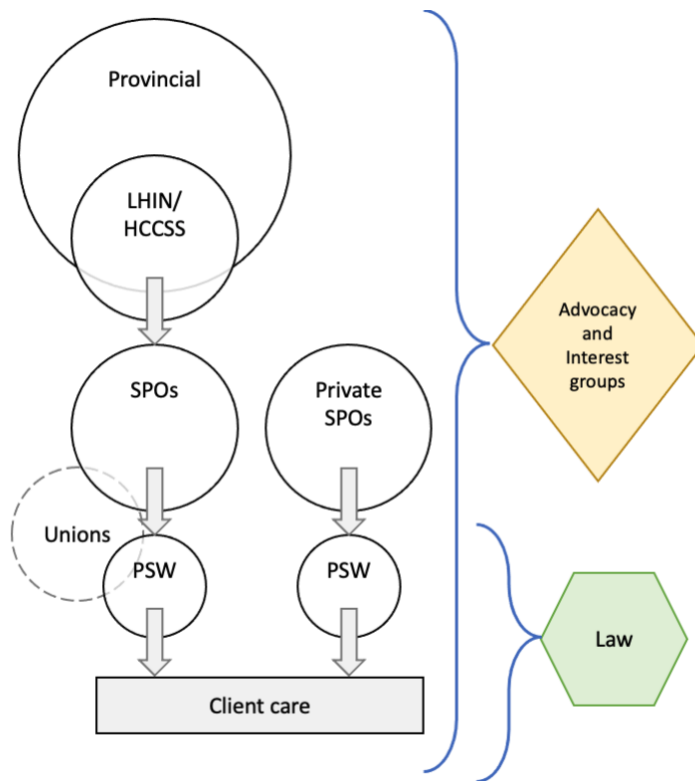 Provincial
LHIN/
HCCSS
SPOs
Private
SPOs
Advocacy
and
Interest
groups
Unions
PSW
PSW
Law
Client care